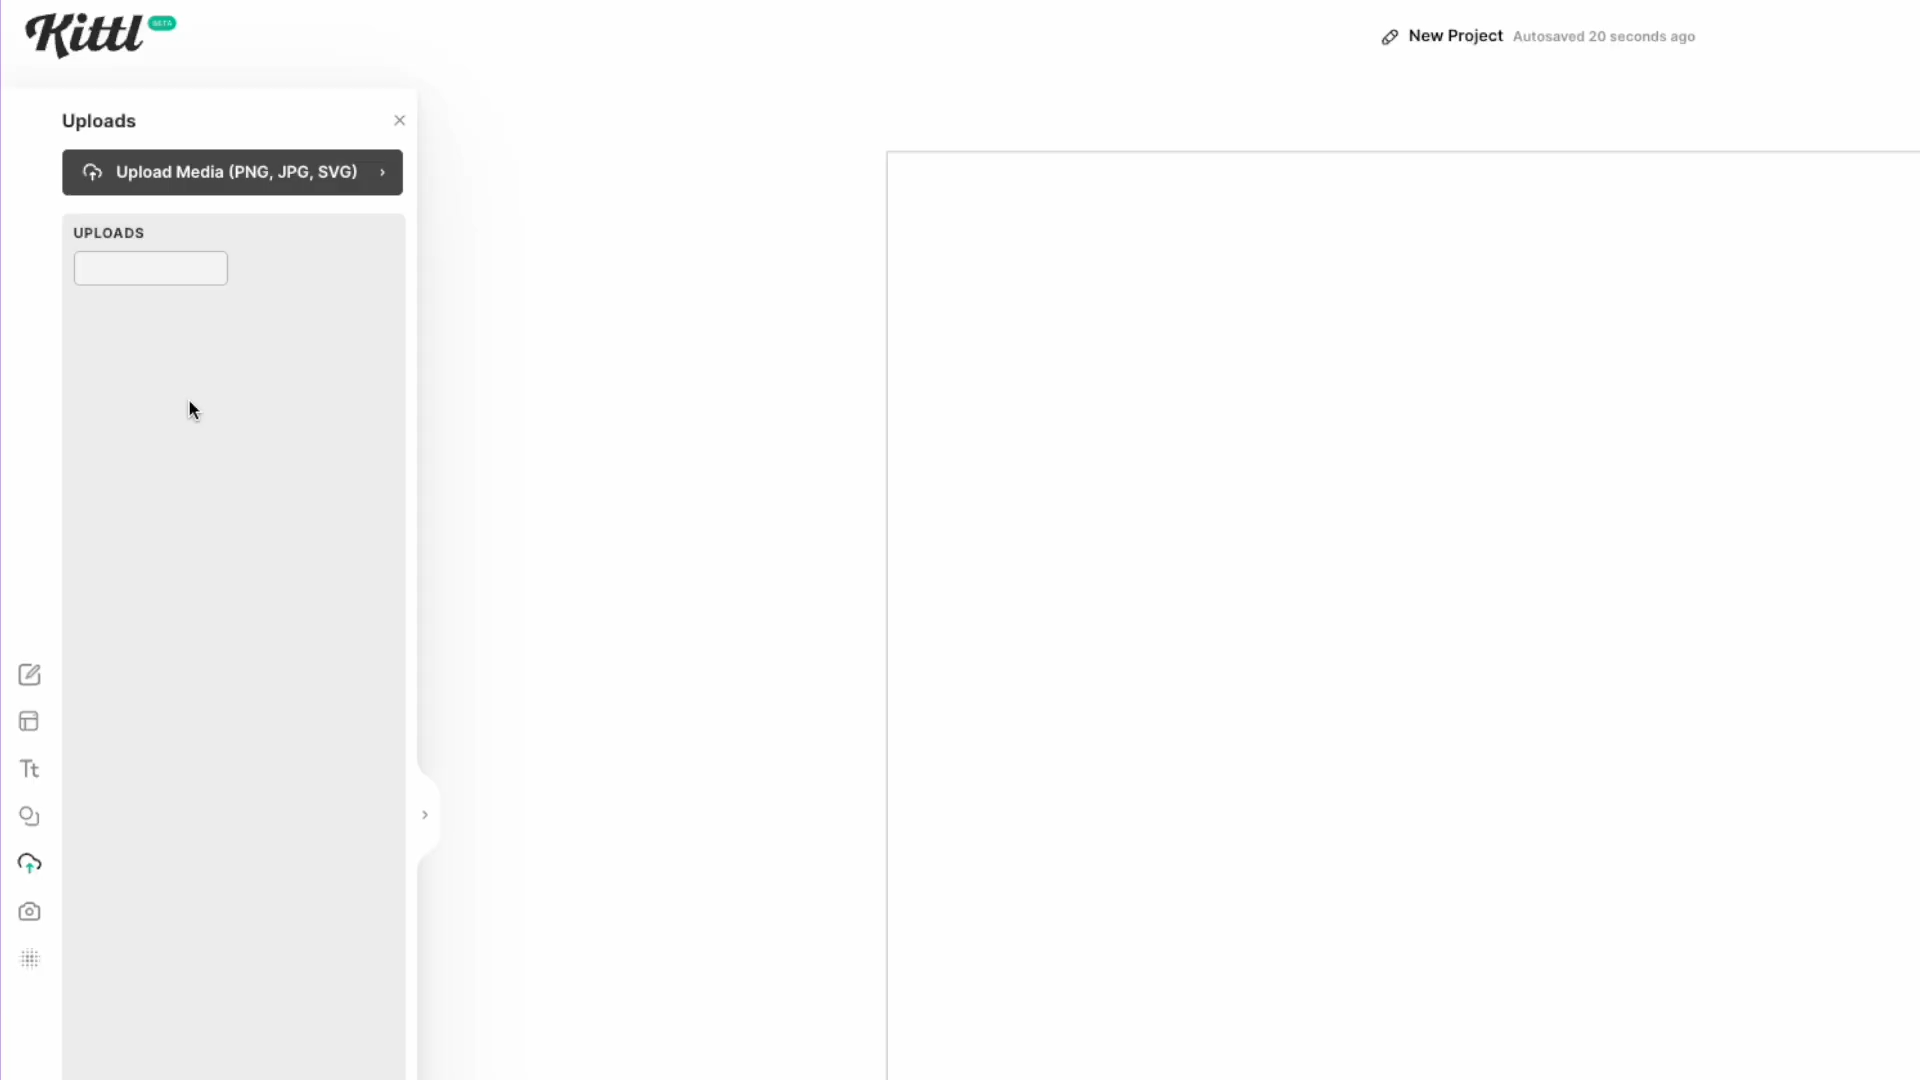 Kittl BETA
New Project Autosaved 20 seconds ago
Uploads
Upload Media (PNG, JPG, SVG)
UPLOADS
Tt